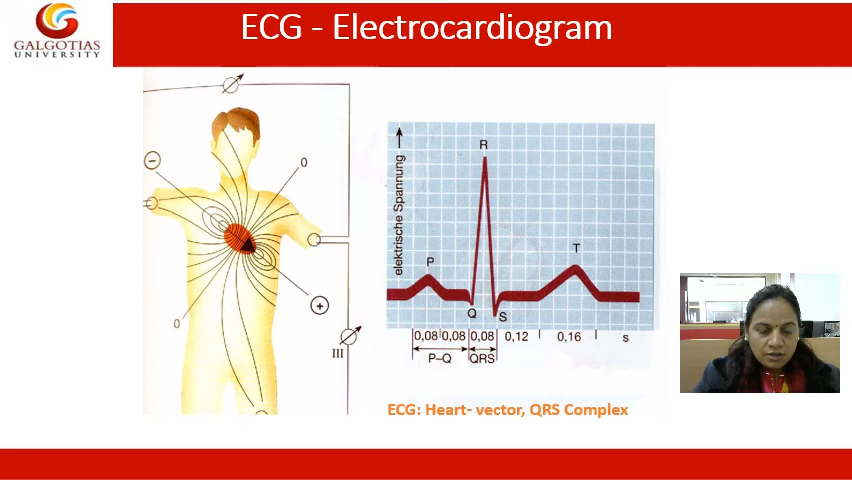 GALGOTIAS
UNIVERSITY
ECG - Electrocardiogram
−
0
0
+
III
elektrische Spannung
R
P
T
Q
S
0,08 0,08 0,08 0,12 0,16 s
P–Q QRS
ECG: Heart- vector, QRS Complex